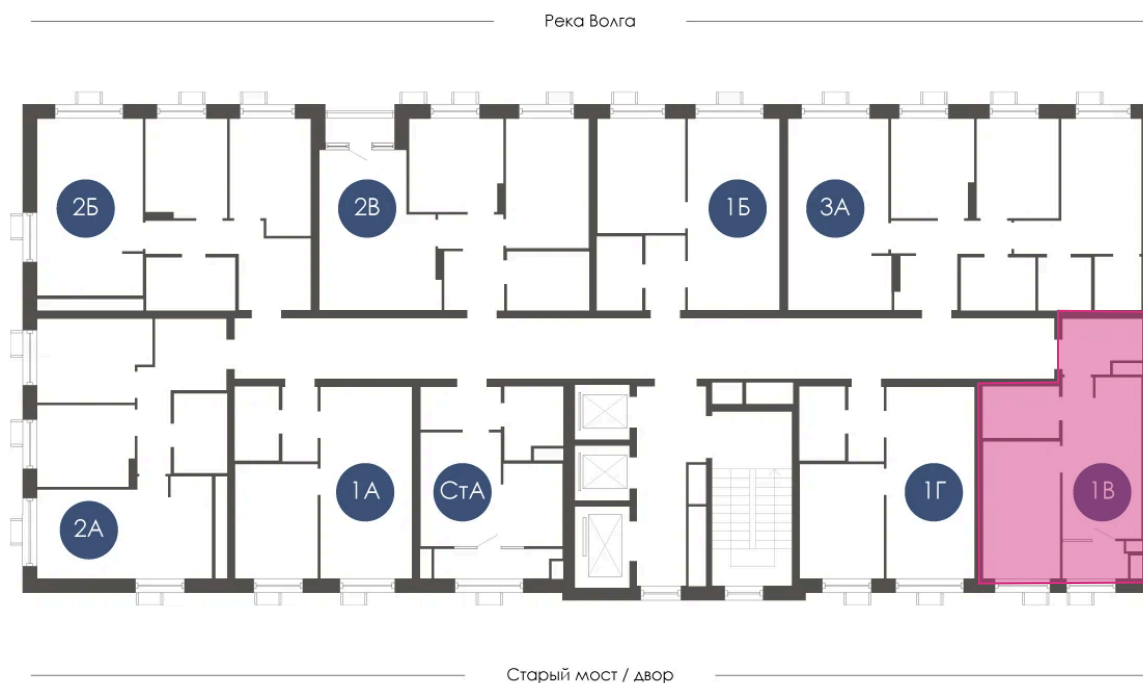 Река Волга
2Б
2В
1Б
3А
2А
1А
СтА
1Г
1В
Старый мост / двор